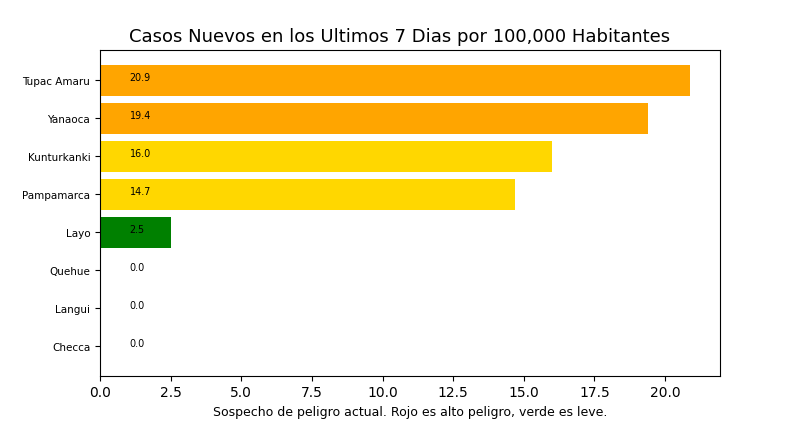 Casos Nuevos en los Ultimos 7 Dias por 100,000 Habitantes
Tupac Amaru 20.9
Yanaoca 19.4
Kunturkanki 16.0
Pampamarca 14.7
Layo 2.5
Quehue 0.0
Langui 0.0
Checca 0.0
0.0 2.5 5.0 7.5 10.0 12.5 15.0 17.5 20.0
Sospecho de peligro actual. Rojo es alto peligro, verde es leve.